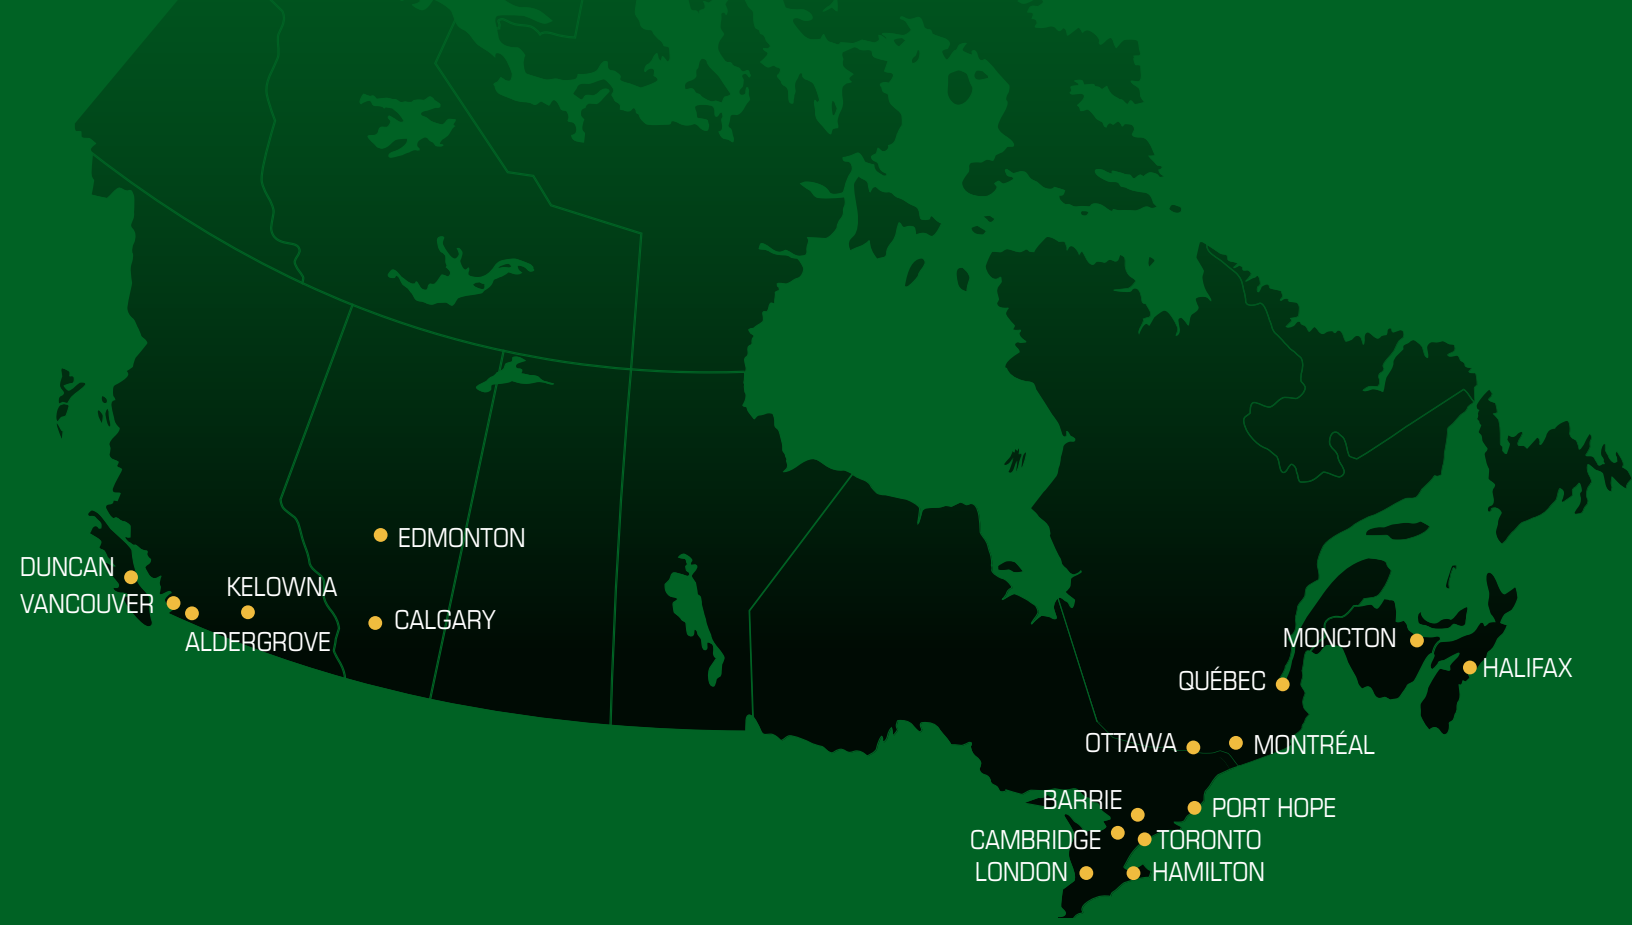 EDMONTON
DUNCAN
KELOWNA
VANCOUVER
CALGARY
ALDERGROVE
MONCTON
HALIFAX
QUÉBEC
OTTAWA
MONTRÉAL
BARRIE
PORT HOPE
CAMBRIDGE
TORONTO
LONDON
HAMILTON